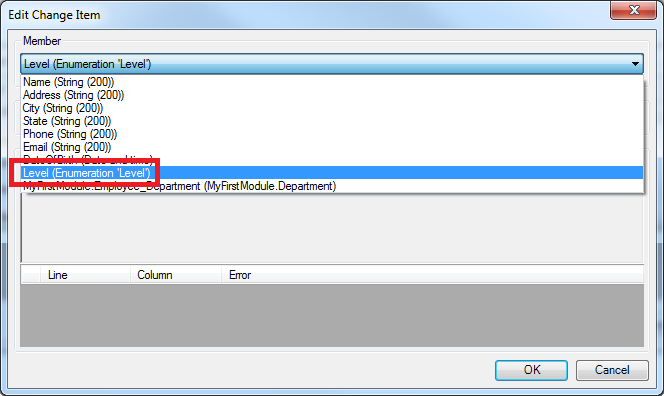 Edit Change Item
Member
Level (Enumeration 'Level')
Name (String (200))
Address (String (200))
City (String (200))
State (String (200))
Phone (String (200))
Email (String (200))
DateOfBirth (Date and time)
Level (Enumeration 'Level')
MyFirstModule.Employee_Department (MyFirstModule.Department)
Line Column Error
OK Cancel